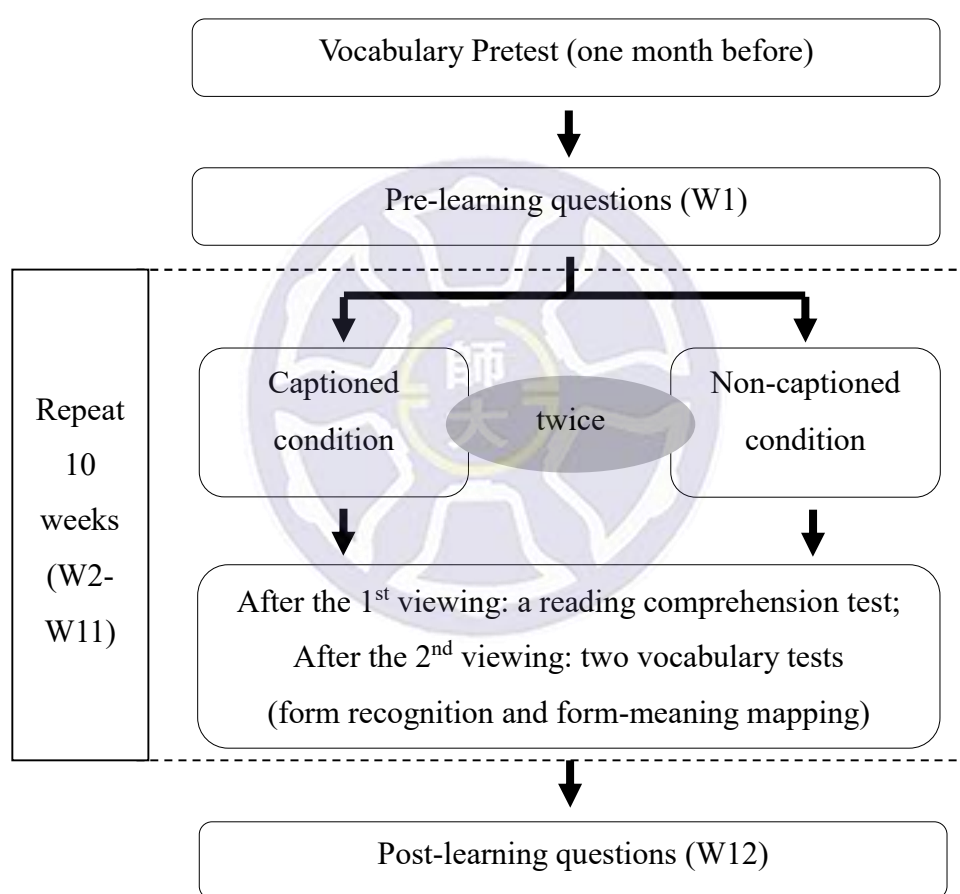 Vocabulary Pretest (one month before)
Pre-learning questions (W1)
Repeat
10
weeks
(W2-
W11)
Captioned
condition
師
大
twice
Non-captioned
condition
After the 1st viewing: a reading comprehension test;
After the 2nd viewing: two vocabulary tests
(form recognition and form-meaning mapping)
Post-learning questions (W12)